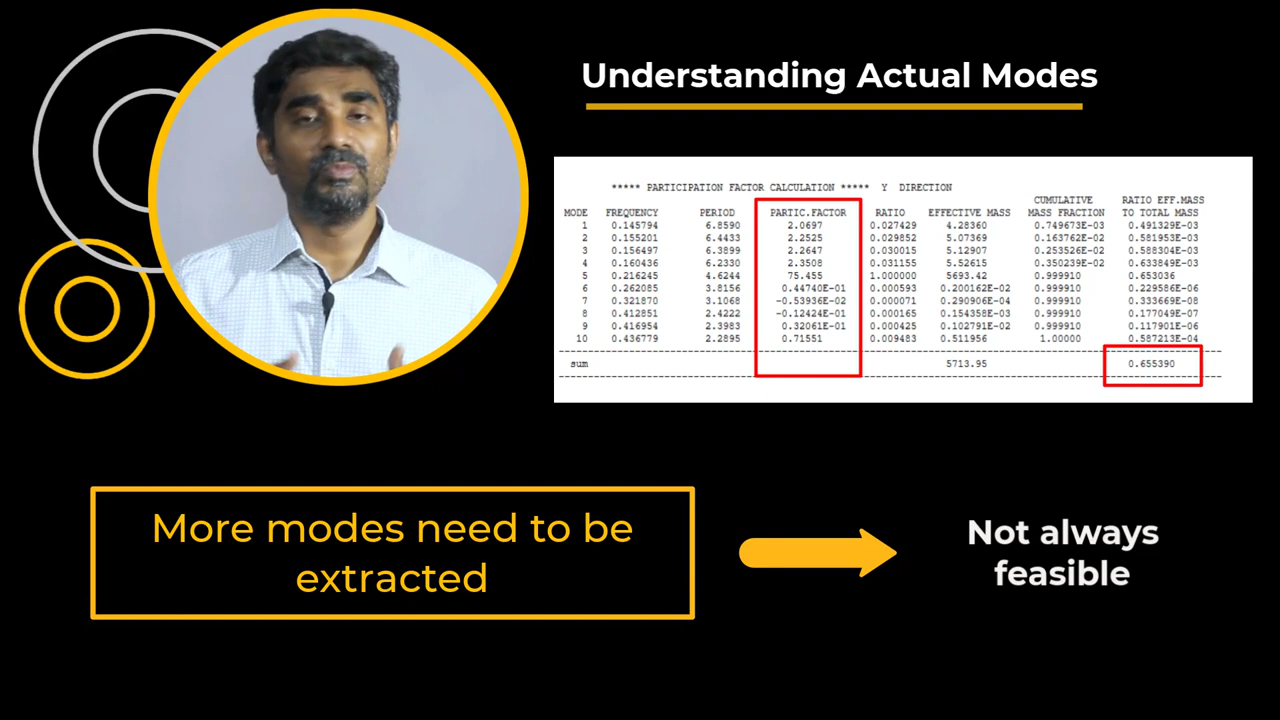 Understanding Actual Modes
***** PARTICIPATION FACTOR CALCULATION ***** Y DIRECTION
CUMULATIVE RATIO EFF.MASS
MODE FREQUENCY PERIOD PARTIC.FACTOR RATIO EFFECTIVE MASS MASS FRACTION TO TOTAL MASS
1 0.145794 6.8590 2.0697 0.027429 4.28360 0.749673E-03 0.491329E-03
2 0.155201 6.4433 2.2525 0.029852 5.07369 0.163762E-02 0.581953E-03
3 0.156497 6.3899 2.2647 0.030015 5.12907 0.253526E-02 0.588304E-03
4 0.160436 6.2330 2.3508 0.031155 5.52615 0.350239E-02 0.633849E-03
5 0.216245 4.6244 75.455 1.000000 5693.42 0.999910 0.653036
6 0.262085 3.8156 0.44740E-01 0.000593 0.200162E-02 0.999910 0.229586E-06
7 0.321870 3.1068 -0.53936E-02 0.000071 0.290906E-04 0.999910 0.333669E-08
8 0.412851 2.4222 -0.12424E-01 0.000165 0.154358E-03 0.999910 0.177049E-07
9 0.416954 2.3983 0.32061E-01 0.000425 0.102791E-02 0.999910 0.117901E-06
10 0.436779 2.2895 0.71551 0.009483 0.511956 1.00000 0.587213E-04
sum 5713.95 0.655390
More modes need to be
extracted
Not always
feasible